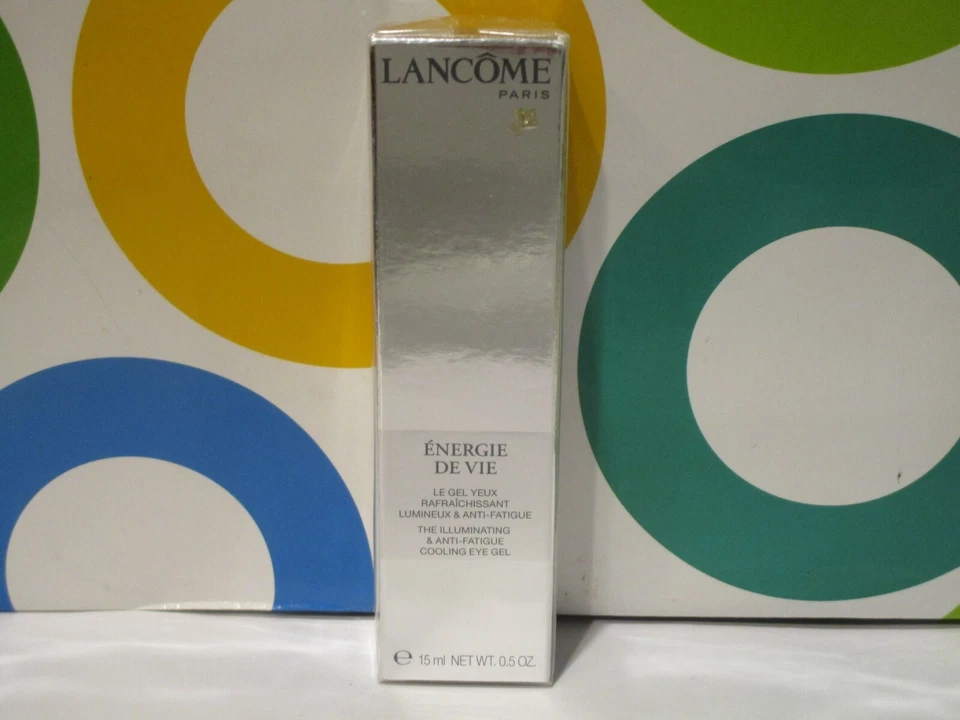 LANCÔME
PARIS
ÉNERGIE
DE VIE
LE GEL YEUX
RAFRAÎCHISSANT
LUMINEUX & ANTI-FATIGUE
THE ILLUMINATING
& ANTI-FATIGUE
COOLING EYE GEL
℮ 15 ml NET WT. 0.5 OZ.